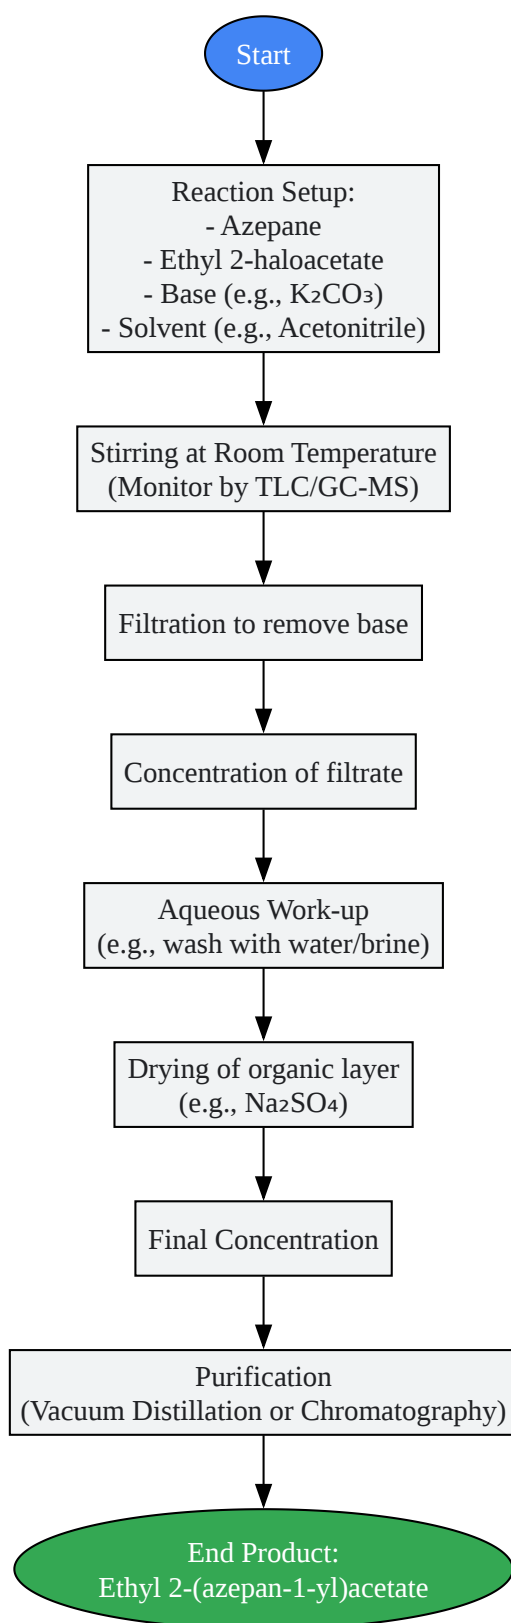 Start
Reaction Setup:
- Azepane
- Ethyl 2-haloacetate
- Base (e.g., K₂CO₃)
- Solvent (e.g., Acetonitrile)
Stirring at Room Temperature
(Monitor by TLC/GC-MS)
Filtration to remove base
Concentration of filtrate
Aqueous Work-up
(e.g., wash with water/brine)
Drying of organic layer
(e.g., Na₂SO₄)
Final Concentration
Purification
(Vacuum Distillation or Chromatography)
End Product:
Ethyl 2-(azepan-1-yl)acetate